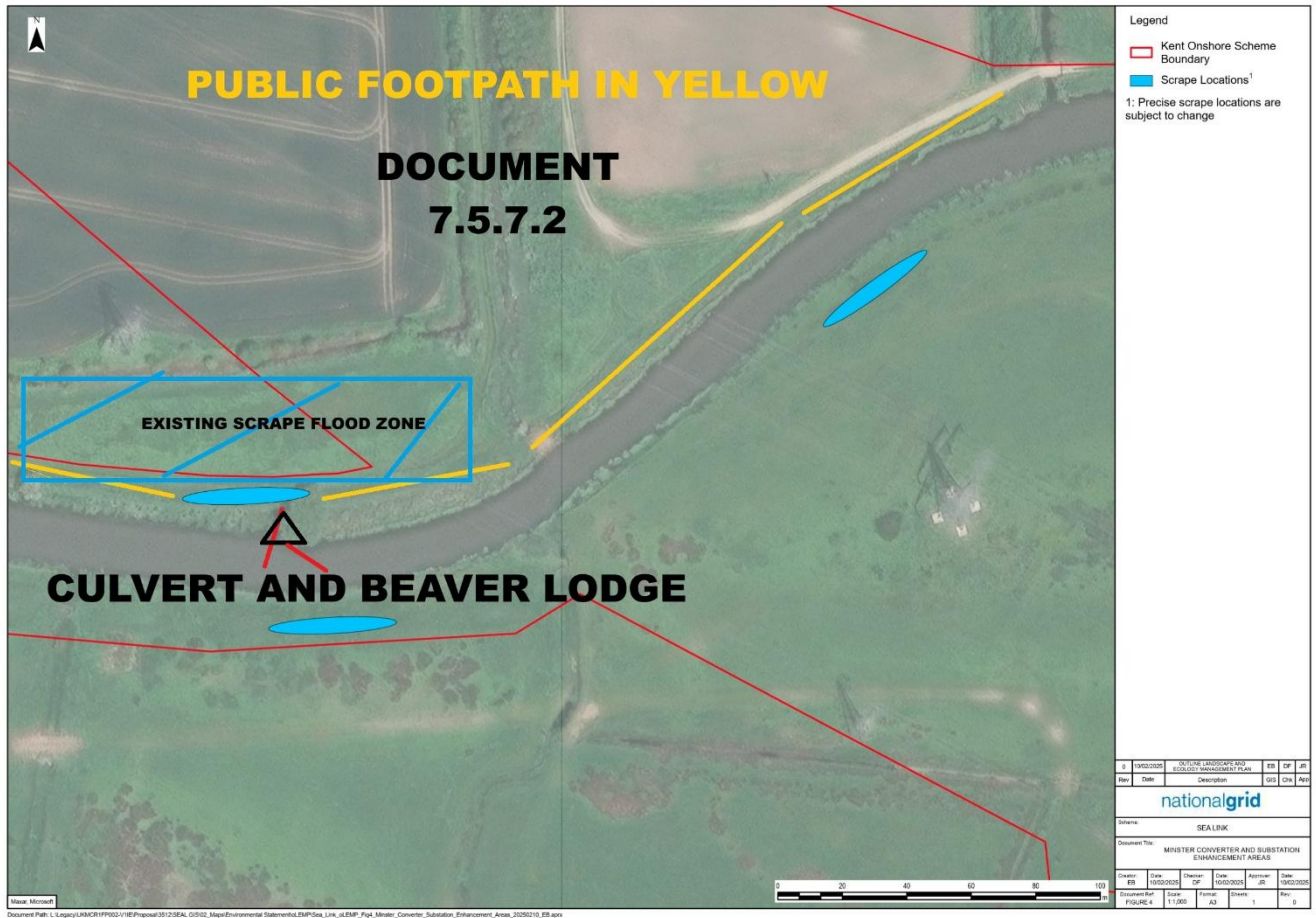 N
PUBLIC FOOTPATH IN YELLOW
DOCUMENT
7.5.7.2
EXISTING SCRAPE FLOOD ZONE
CULVERT AND BEAVER LODGE
0 20 40 60 80 100
m
Maxar, Microsoft
Legend
Kent Onshore Scheme
Boundary
Scrape Locations1
1: Precise scrape locations are
subject to change
0 10/02/2025 OUTLINE LANDSCAPE AND
ECOLOGY MANAGEMENT PLAN EB DF JR
Rev Date Description GIS Chk App
nationalgrid
Scheme:
SEA LINK
Document Title:
MINSTER CONVERTER AND SUBSTATION
ENHANCEMENT AREAS
Creator: Date: Checker: Date: Approver: Date:
EB 10/02/2025 DF 10/02/2025 JR 10/02/2025
Document Ref: Scale: Format: Sheets: Rev:
FIGURE 4 1:1,000 A3 1 0